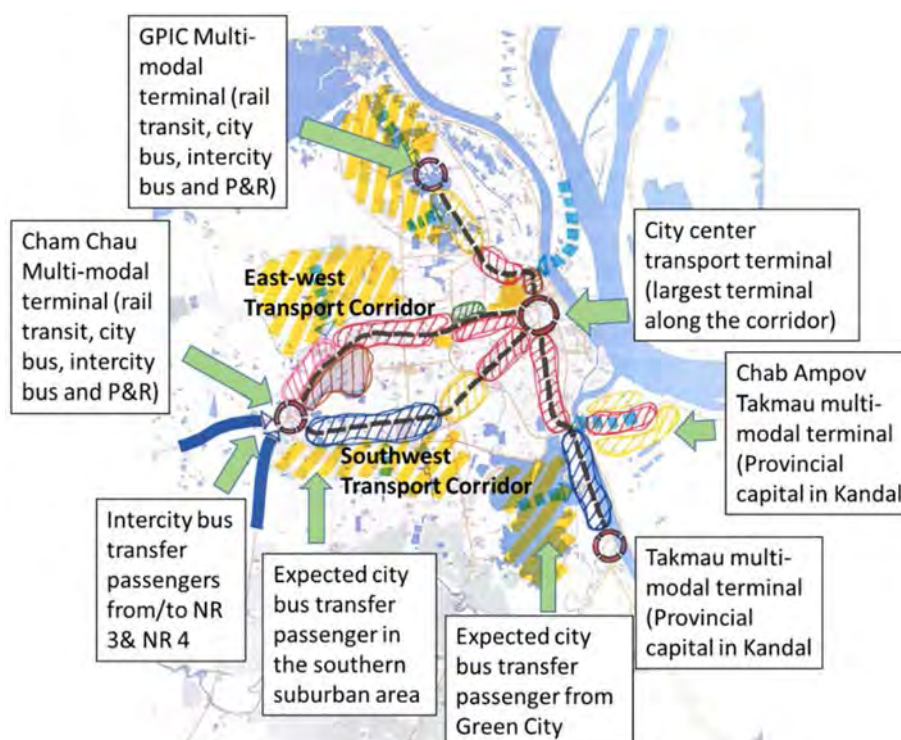 GPIC Multi-
modal
terminal (rail
transit, city
bus, intercity
bus and P&R)
Cham Chau
Multi-modal
terminal (rail
transit, city
bus, intercity
bus and P&R)
East-west
Transport Corridor
City center
transport terminal
(largest terminal
along the corridor)
Chab Ampov
Takmau multi-
modal terminal
(Provincial
capital in Kandal
Southwest
Transport Corridor
Intercity bus
transfer
passengers
from/to NR
3& NR 4
Expected city
bus transfer
passenger in
the southern
suburban area
Expected city
bus transfer
passenger from
Green City
Takmau multi-
modal terminal
(Provincial
capital in Kandal